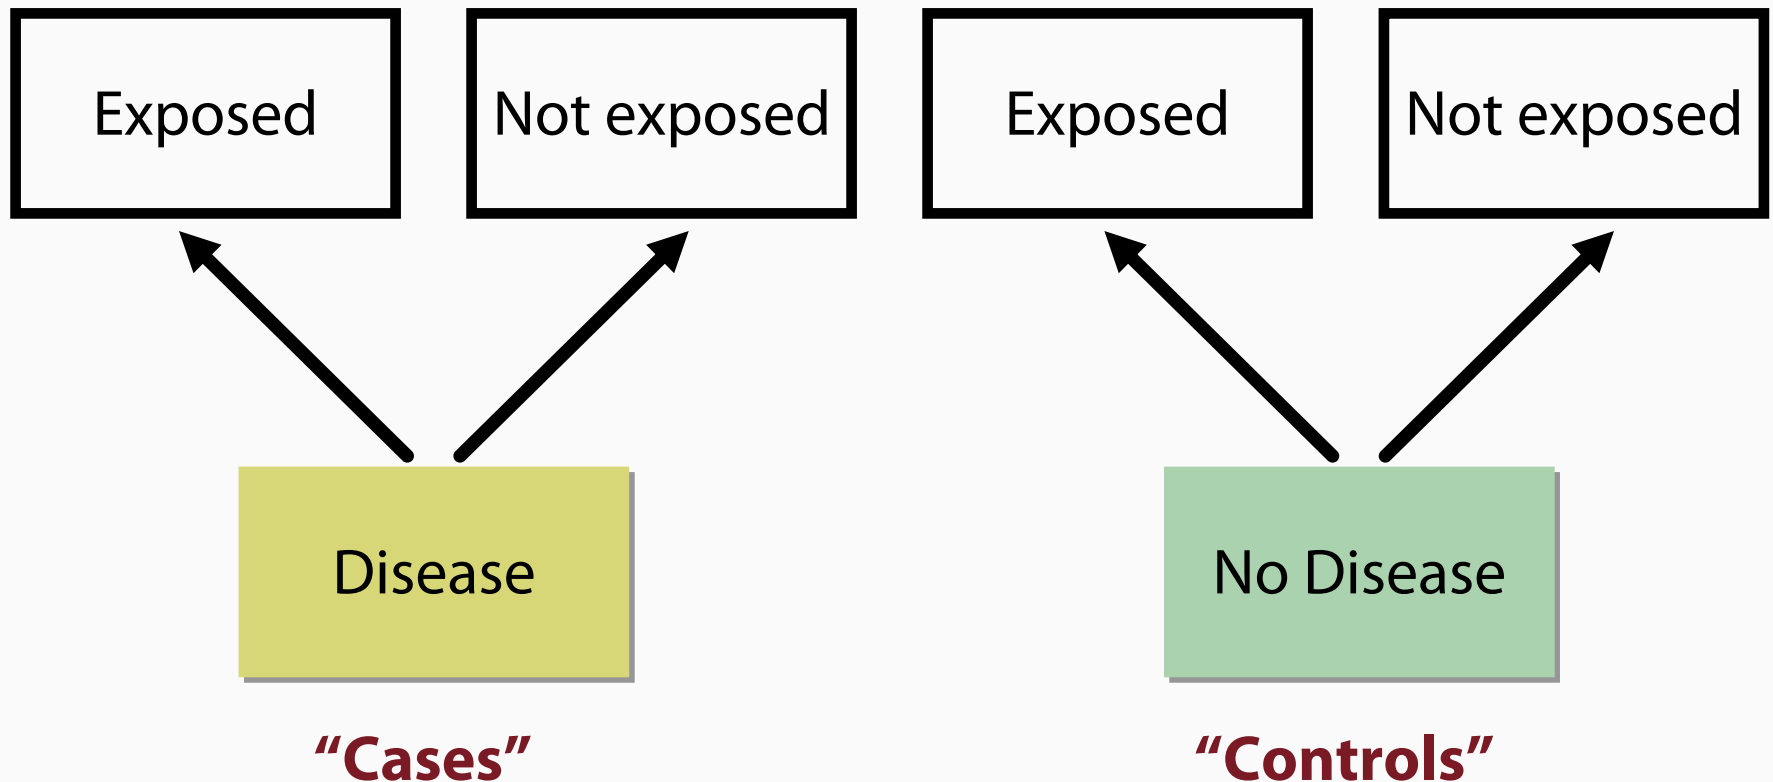 Exposed
Not exposed
Exposed
Not exposed
Disease
No Disease
“Cases”
“Controls”